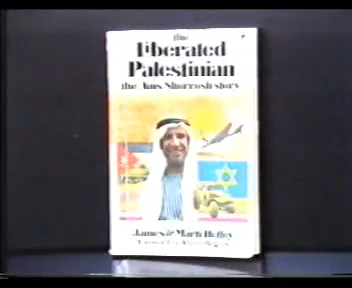 the
Liberated
Palestinian
the Anis Shorrosh story
James & Marti Hefley